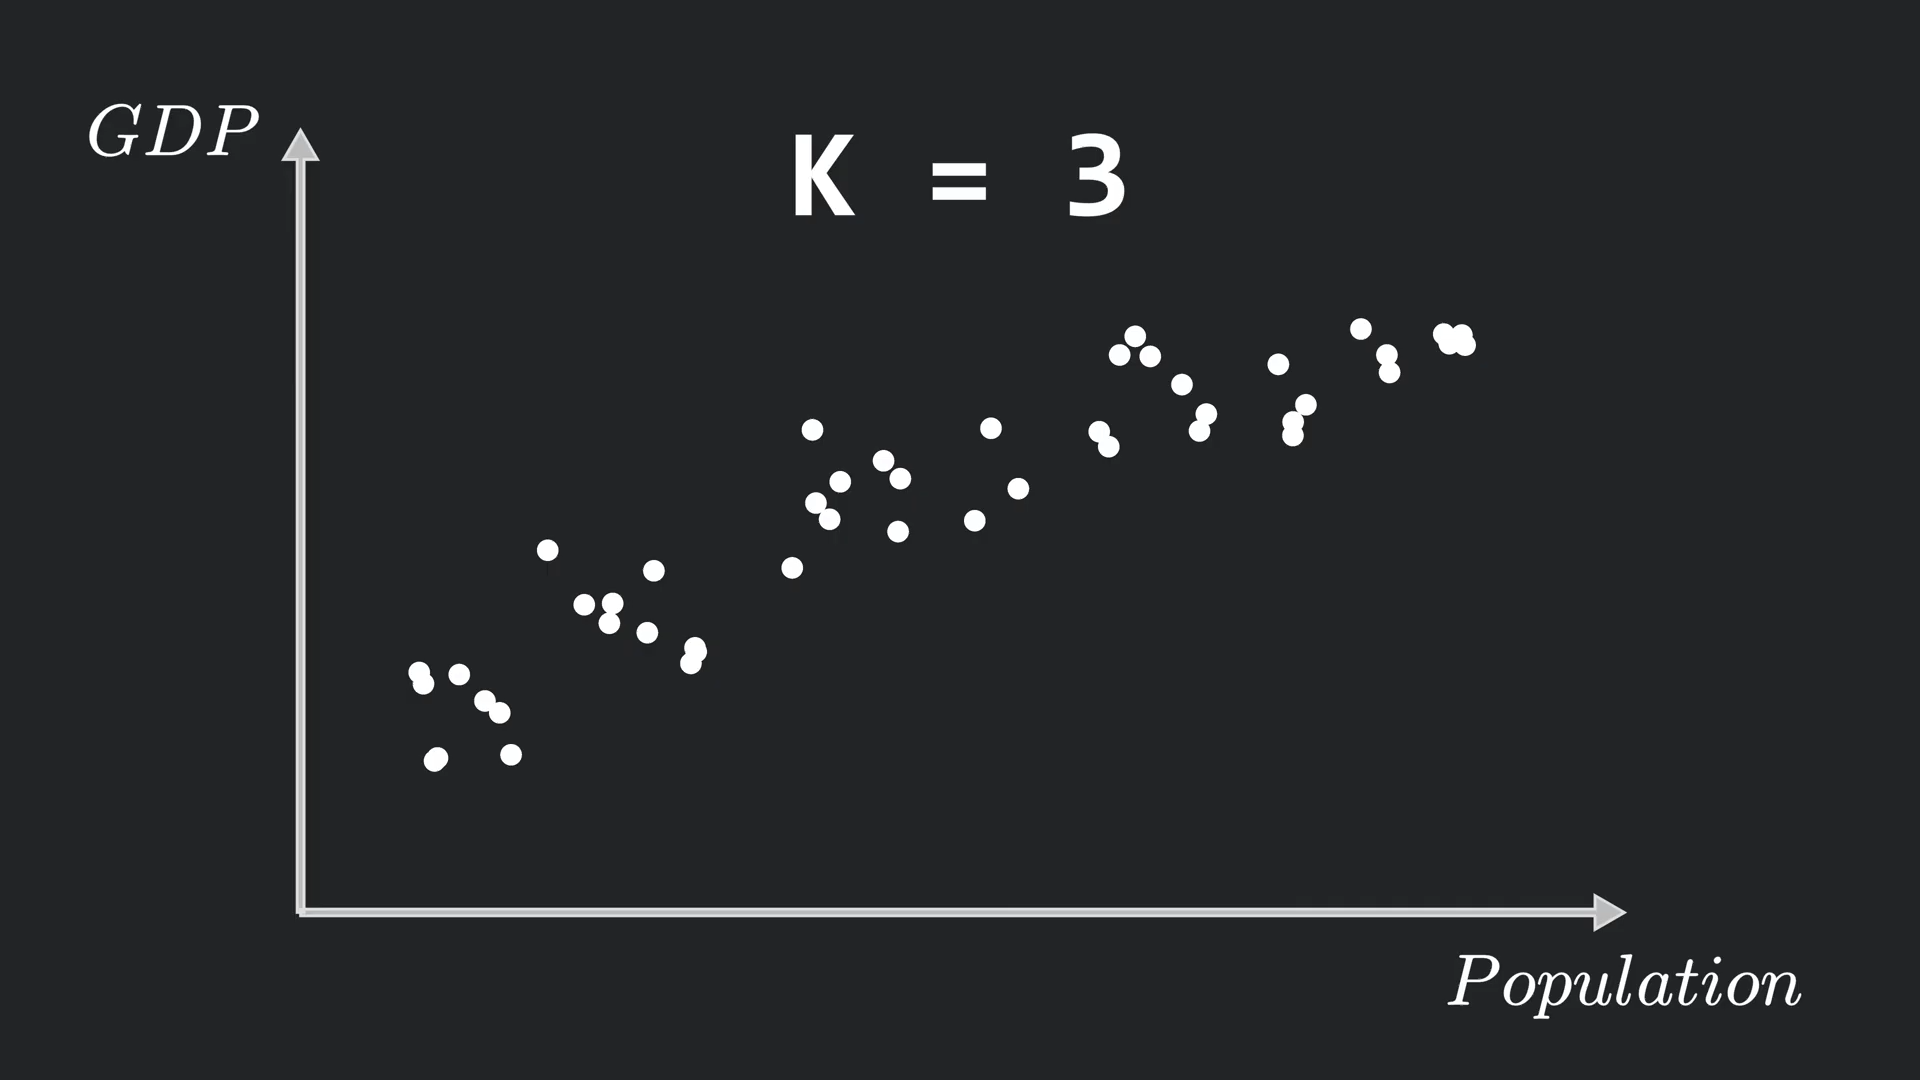 GDP
K = 3
Population